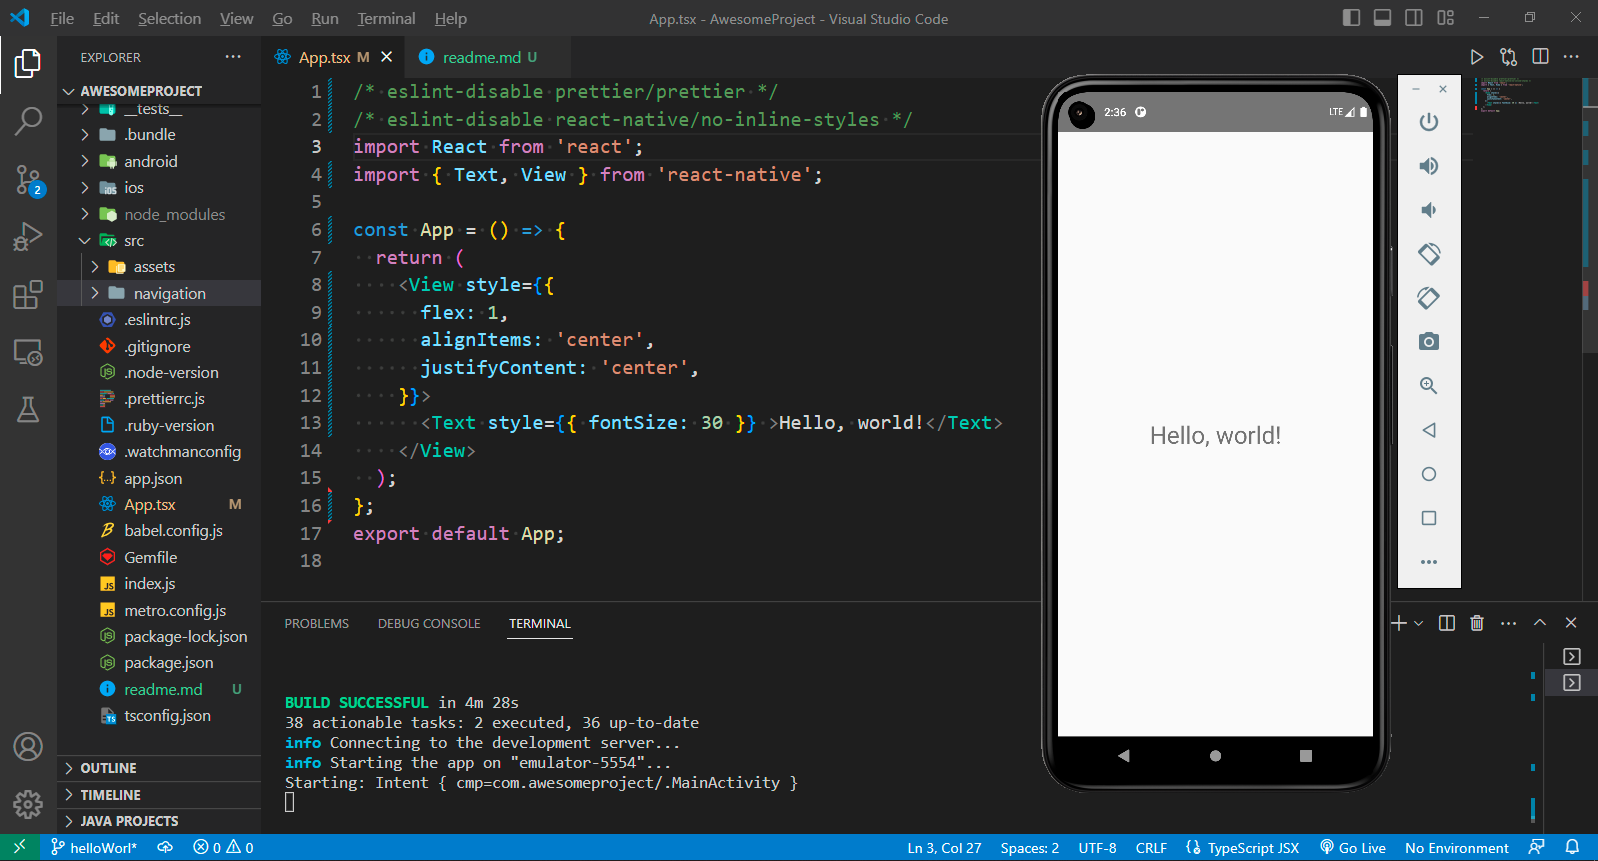 File Edit Selection View Go Run Terminal Help
App.tsx - AwesomeProject - Visual Studio Code
EXPLORER
App.tsx M
readme.md U
AWESOMEPROJECT
__tests__
.bundle
android
ios
node_modules
src
assets
navigation
.eslintrc.js
.gitignore
.node-version
.prettierrc.js
.ruby-version
.watchmanconfig
app.json
App.tsx M
babel.config.js
Gemfile
index.js
metro.config.js
package-lock.json
package.json
readme.md U
tsconfig.json
OUTLINE
TIMELINE
JAVA PROJECTS
2
1 /* eslint-disable prettier/prettier */
2 /* eslint-disable react-native/no-inline-styles */
3 import React from 'react';
4 import { Text, View } from 'react-native';
5
6 const App = () => {
7 return (
8 <View style={{
9 flex: 1,
10 alignItems: 'center',
11 justifyContent: 'center',
12 }}>
13 <Text style={{ fontSize: 30 }} >Hello, world!</Text>
14 </View>
15 );
16 };
17 export default App;
18
2:36
LTE
Hello, world!
PROBLEMS DEBUG CONSOLE TERMINAL
BUILD SUCCESSFUL in 4m 28s
38 actionable tasks: 2 executed, 36 up-to-date
info Connecting to the development server...
info Starting the app on "emulator-5554"...
Starting: Intent { cmp=com.awesomeproject/.MainActivity }
helloWorl* 0 0 Ln 3, Col 27 Spaces: 2 UTF-8 CRLF TypeScript JSX Go Live No Environment